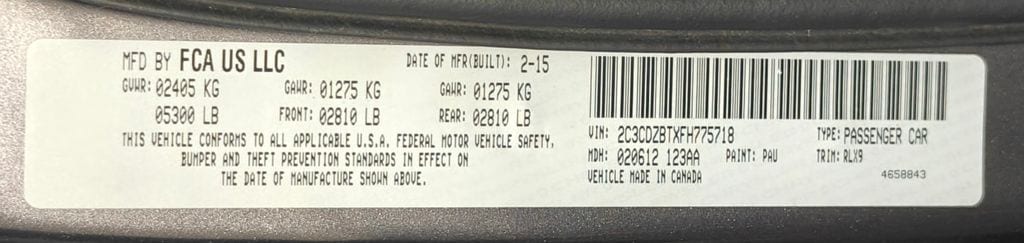 MFD BY FCA US LLC
DATE OF MFR(BUILT): 2-15
GVWR: 02405 KG GAWR: 01275 KG GAWR: 01275 KG
05300 LB FRONT: 02810 LB REAR: 02810 LB
THIS VEHICLE CONFORMS TO ALL APPLICABLE U.S.A. FEDERAL MOTOR VEHICLE SAFETY,
BUMPER AND THEFT PREVENTION STANDARDS IN EFFECT ON
THE DATE OF MANUFACTURE SHOWN ABOVE.
VIN: 2C3CDZBTXFH775718 TYPE: PASSENGER CAR
MDH: 020612 123AA PAINT: PAU TRIM: RLX9
VEHICLE MADE IN CANADA 4658843